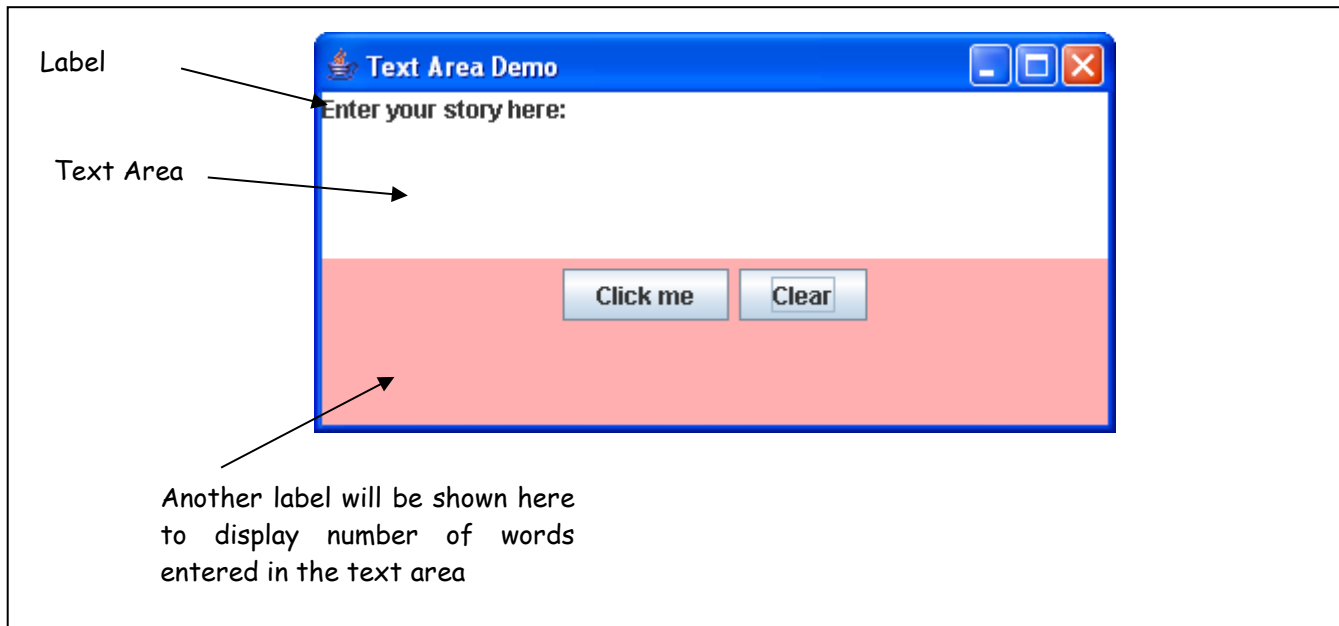 Label
Text Area Demo
Enter your story here:
Text Area
Click me
Clear
Another label will be shown here
to display number of words
entered in the text area